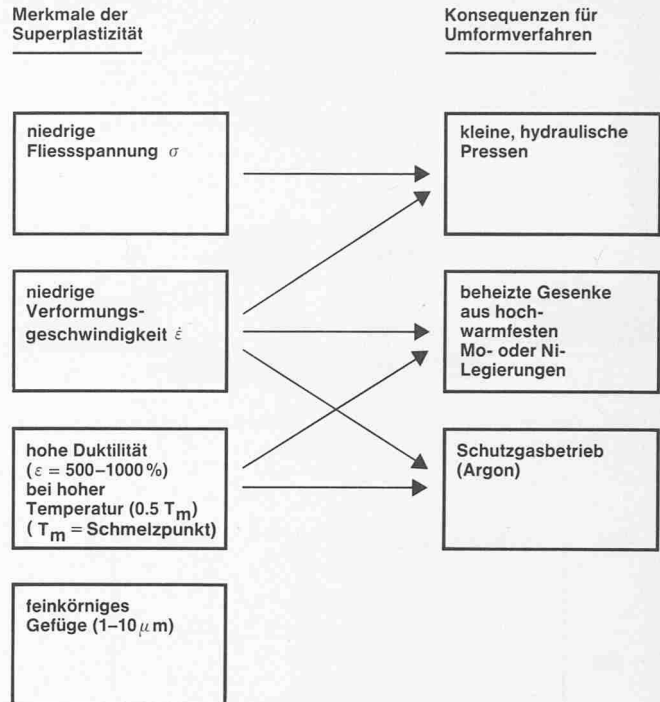 Merkmale der
Superplastizität
niedrige
Fliessspannung σ
niedrige
Verformungs-
geschwindigkeit ε̇
hohe Duktilität
(ε = 500–1000%)
bei hoher
Temperatur (0.5 Tm)
( Tm = Schmelzpunkt)
feinkörniges
Gefüge (1–10 μm)
Konsequenzen für
Umformverfahren
kleine, hydraulische
Pressen
beheizte Gesenke
aus hoch-
warmfesten
Mo- oder Ni-
Legierungen
Schutzgasbetrieb
(Argon)